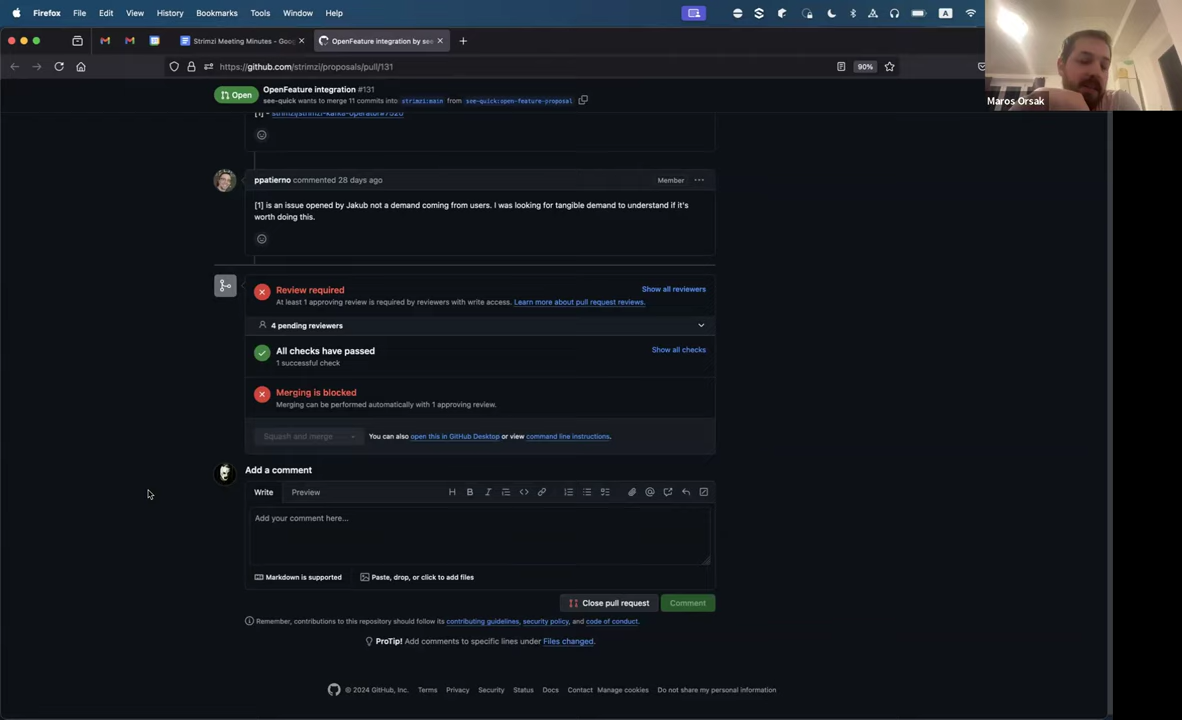 Firefox File Edit View History Bookmarks Tools Window Help A
Strimzi Meeting Minutes - Goog
OpenFeature integration by see-
https://github.com/strimzi/proposals/pull/131 90%
Open OpenFeature integration #131
see-quick wants to merge 11 commits into strimzi:main from see-quick:open-feature-proposal
Maros Orsak
[1] - strimzi/strimzi-kafka-operator#7520
ppatierno commented 28 days ago Member
[1] is an issue opened by Jakub not a demand coming from users. I was looking for tangible demand to understand if it's
worth doing this.
Review required Show all reviewers
At least 1 approving review is required by reviewers with write access. Learn more about pull request reviews.
4 pending reviewers
All checks have passed Show all checks
1 successful check
Merging is blocked
Merging can be performed automatically with 1 approving review.
Squash and merge You can also open this in GitHub Desktop or view command line instructions.
Add a comment
Write Preview
Add your comment here...
Markdown is supported Paste, drop, or click to add files
Close pull request Comment
Remember, contributions to this repository should follow its contributing guidelines, security policy, and code of conduct.
ProTip! Add comments to specific lines under Files changed.
© 2024 GitHub, Inc. Terms Privacy Security Status Docs Contact Manage cookies Do not share my personal information